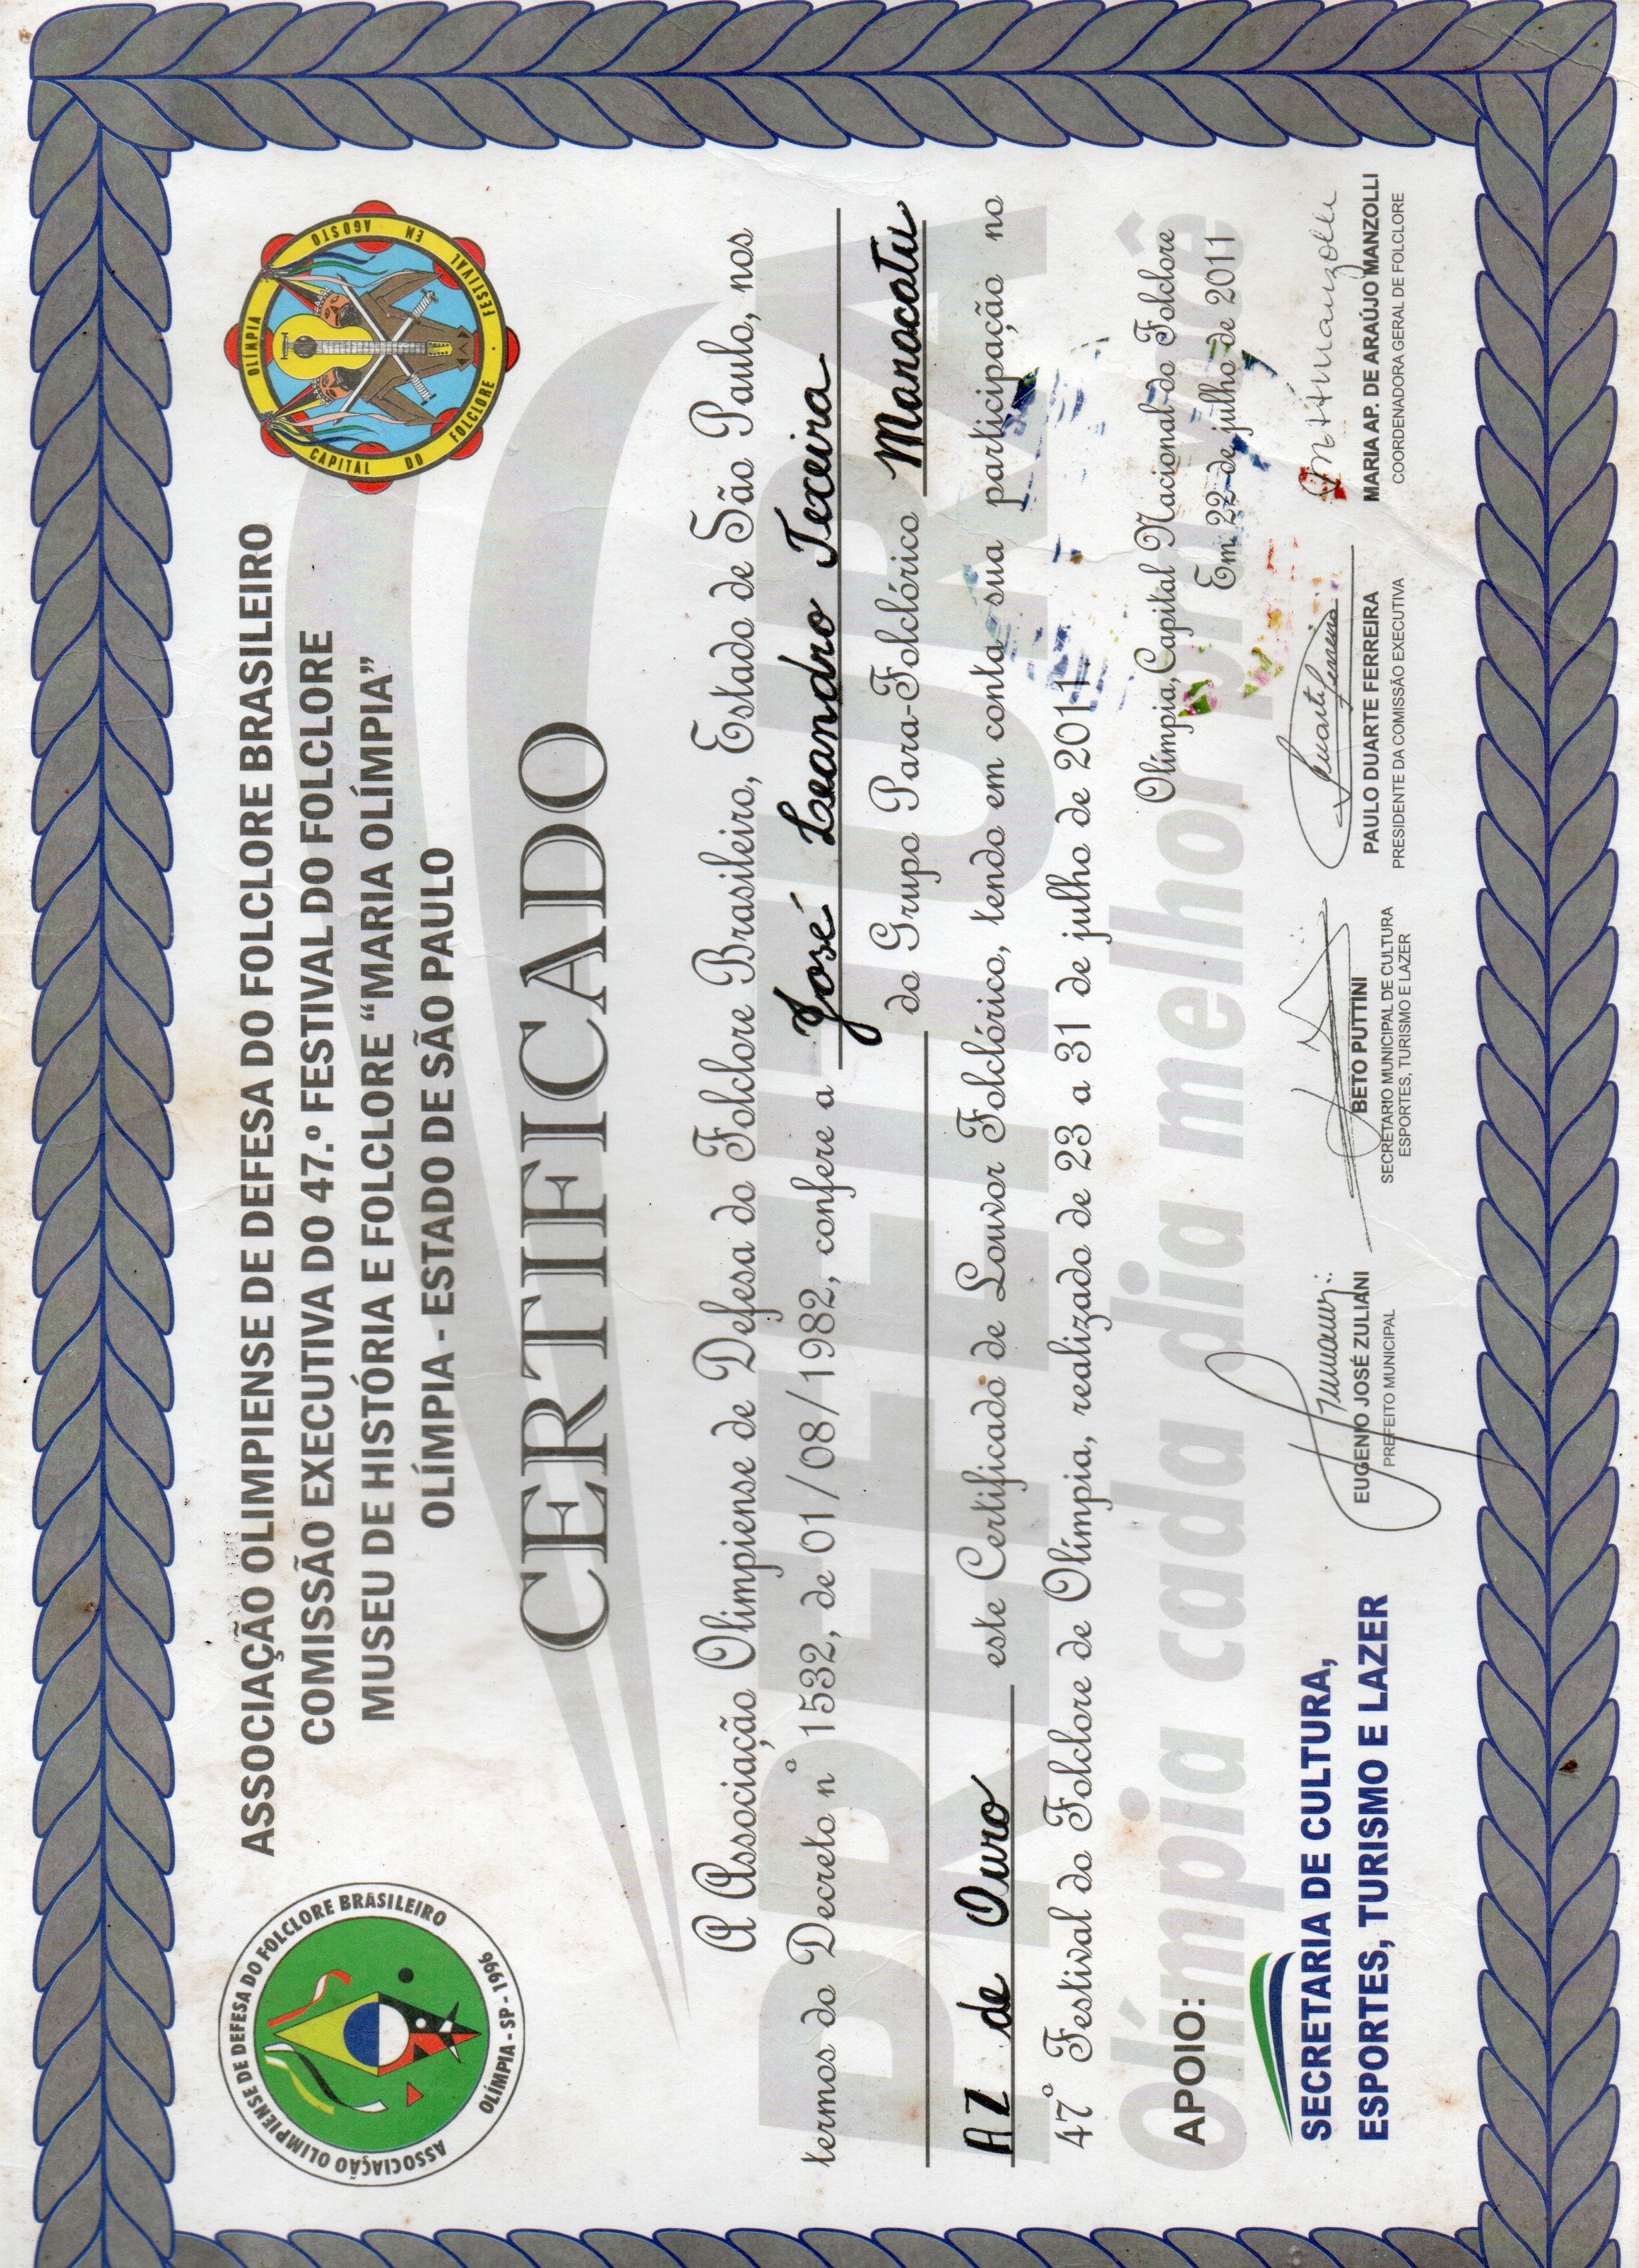 ASSOCIAÇÃO OLIMPIENSE DE DEFESA DO FOLCLORE BRASILEIRO
COMISSÃO EXECUTIVA DO 47.º FESTIVAL DO FOLCLORE
MUSEU DE HISTÓRIA E FOLCLORE “MARIA OLÍMPIA”
OLÍMPIA - ESTADO DE SÃO PAULO
ASSOCIAÇÃO OLIMPIENSE DE DEFESA DO FOLCLORE BRASILEIRO
OLÍMPIA - SP - 1996
OLÍMPIA
CAPITAL DO FOLCLORE • FESTIVAL EM AGOSTO
CERTIFICADO
A Associação Olimpiense de Defesa do Folclore Brasileiro, Estado de São Paulo, nos
termos do Decreto nº 1532, de 01/08/1982, confere a José Leandro Texeira
do Grupo Para-Folclórico Maracatu
AZ de Ouro este Certificado de Louvor Folclórico, tendo em conta sua participação no
47º Festival do Folclore de Olímpia, realizado de 23 a 31 de julho de 2011
PREFEITURA
Olímpia cada dia melhor
Olímpia, Capital Nacional do Folclore
Em 22 de julho de 2011
APOIO:
SECRETARIA DE CULTURA,
ESPORTES, TURISMO E LAZER
EUGENIO JOSÉ ZULIANI
PREFEITO MUNICIPAL
BETO PUTTINI
SECRETARIO MUNICIPAL DE CULTURA
ESPORTES, TURISMO E LAZER
PAULO DUARTE FERREIRA
PRESIDENTE DA COMISSÃO EXECUTIVA
MARIA AP. DE ARAÚJO MANZOLLI
COORDENADORA GERAL DE FOLCLORE